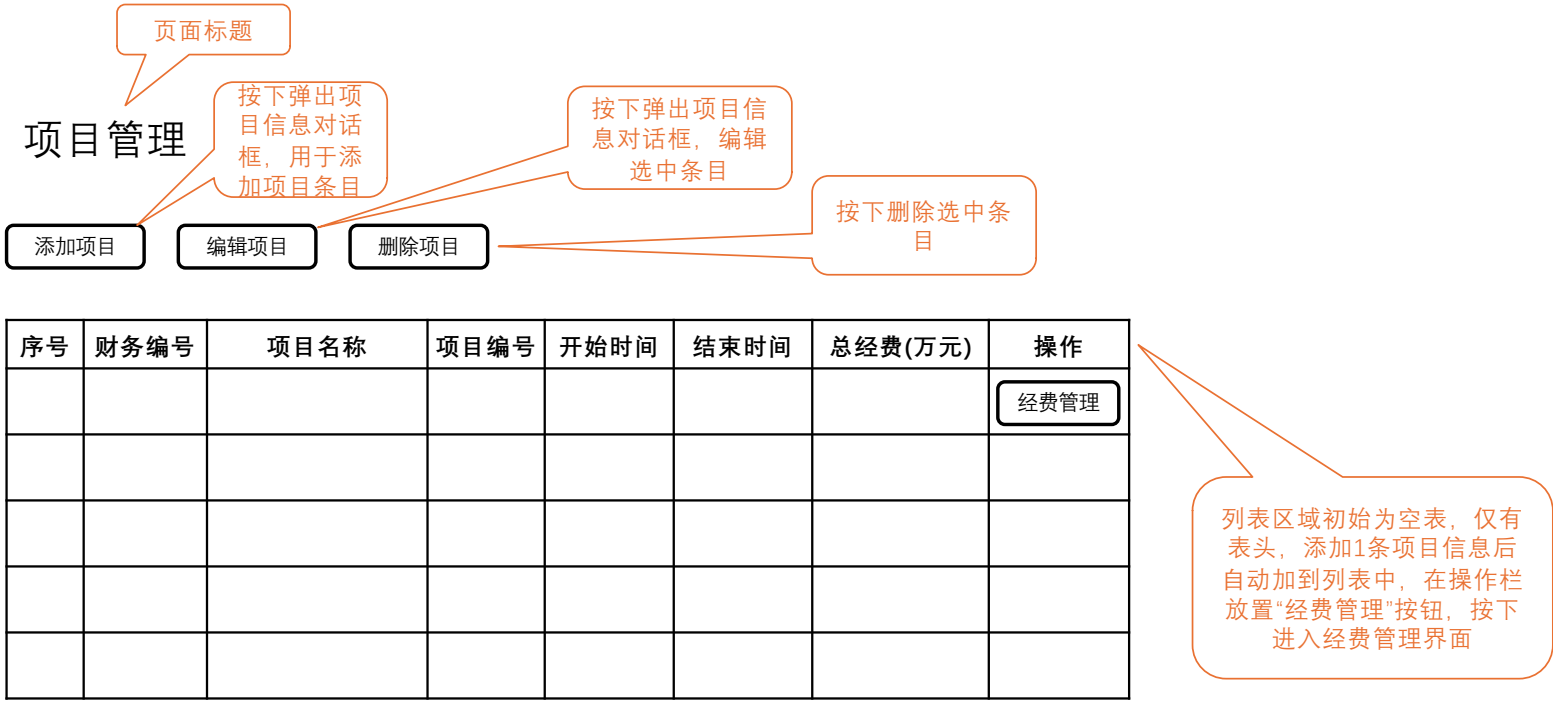 页面标题
项目管理
按下弹出项
目信息对话
框，用于添
加项目条目
按下弹出项目信
息对话框，编辑
选中条目
按下删除选中条
目
添加项目
编辑项目
删除项目
序号 财务编号 项目名称 项目编号 开始时间 结束时间 总经费(万元) 操作
经费管理
列表区域初始为空表，仅有
表头，添加1条项目信息后
自动加到列表中，在操作栏
放置“经费管理”按钮，按下
进入经费管理界面